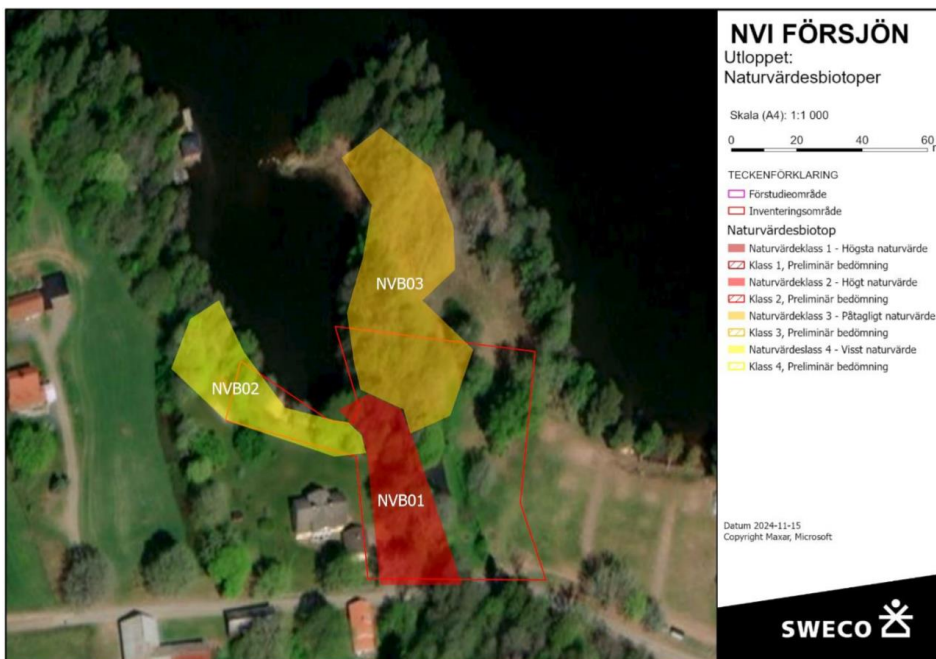 NVI FÖRSJÖN
Utloppet:
Naturvärdesbiotoper
Skala (A4): 1:1 000
0 20 40 60
m
TECKENFÖRKLARING
Förstudieområde
Inventeringsområde
Naturvärdesbiotop
Naturvärdeklass 1 - Högsta naturvärde
Klass 1, Preliminär bedömning
Naturvärdeklass 2 - Högt naturvärde
Klass 2, Preliminär bedömning
Naturvärdeklass 3 - Påtagligt naturvärde
Klass 3, Preliminär bedömning
Naturvärdeslass 4 - Visst naturvärde
Klass 4, Preliminär bedömning
NVB03
NVB02
NVB01
Datum 2024-11-15
Copyright Maxar, Microsoft
SWECO